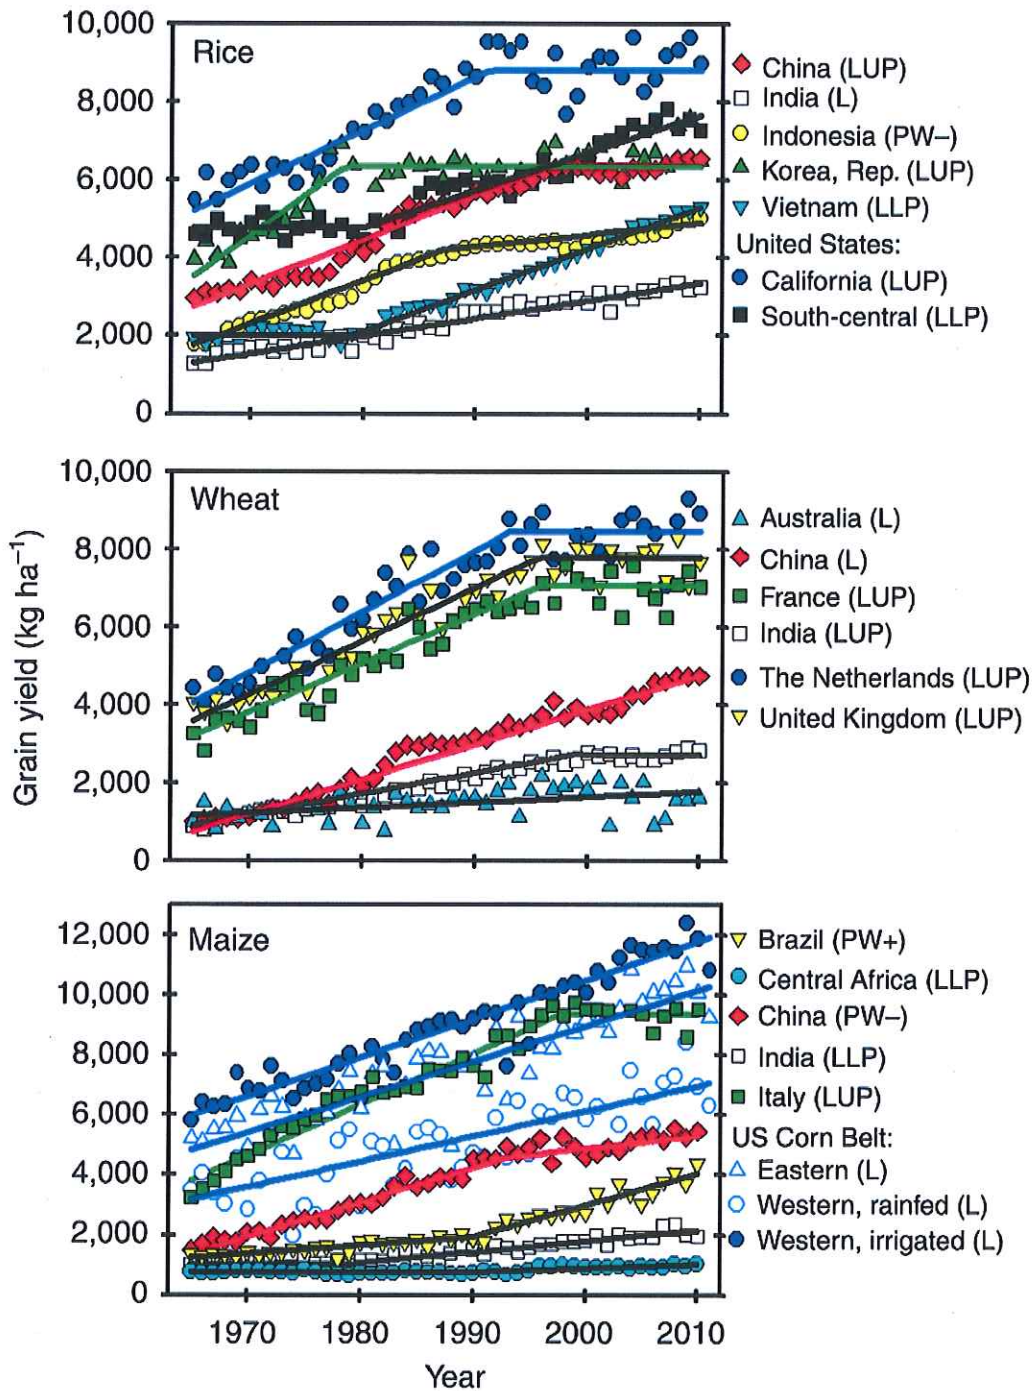 Grain yield (kg ha⁻¹)
10,000
8,000
6,000
4,000
2,000
0
Rice
China (LUP)
India (L)
Indonesia (PW–)
Korea, Rep. (LUP)
Vietnam (LLP)
United States:
California (LUP)
South-central (LLP)
10,000
8,000
6,000
4,000
2,000
0
Wheat
Australia (L)
China (L)
France (LUP)
India (LUP)
The Netherlands (LUP)
United Kingdom (LUP)
12,000
10,000
8,000
6,000
4,000
2,000
0
Maize
Brazil (PW+)
Central Africa (LLP)
China (PW–)
India (LLP)
Italy (LUP)
US Corn Belt:
Eastern (L)
Western, rainfed (L)
Western, irrigated (L)
1970 1980 1990 2000 2010
Year